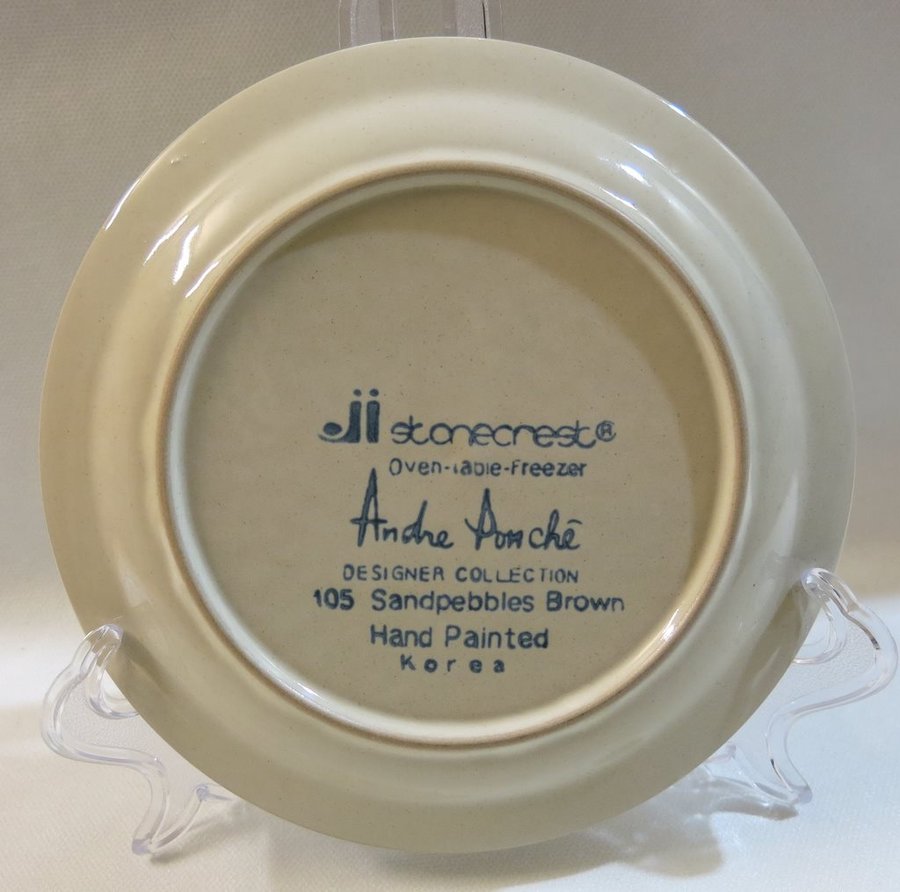 Ji stonecrest®
Oven-Table-Freezer
Andre Ponché
DESIGNER COLLECTION
105 Sandpebbles Brown
Hand Painted
Korea